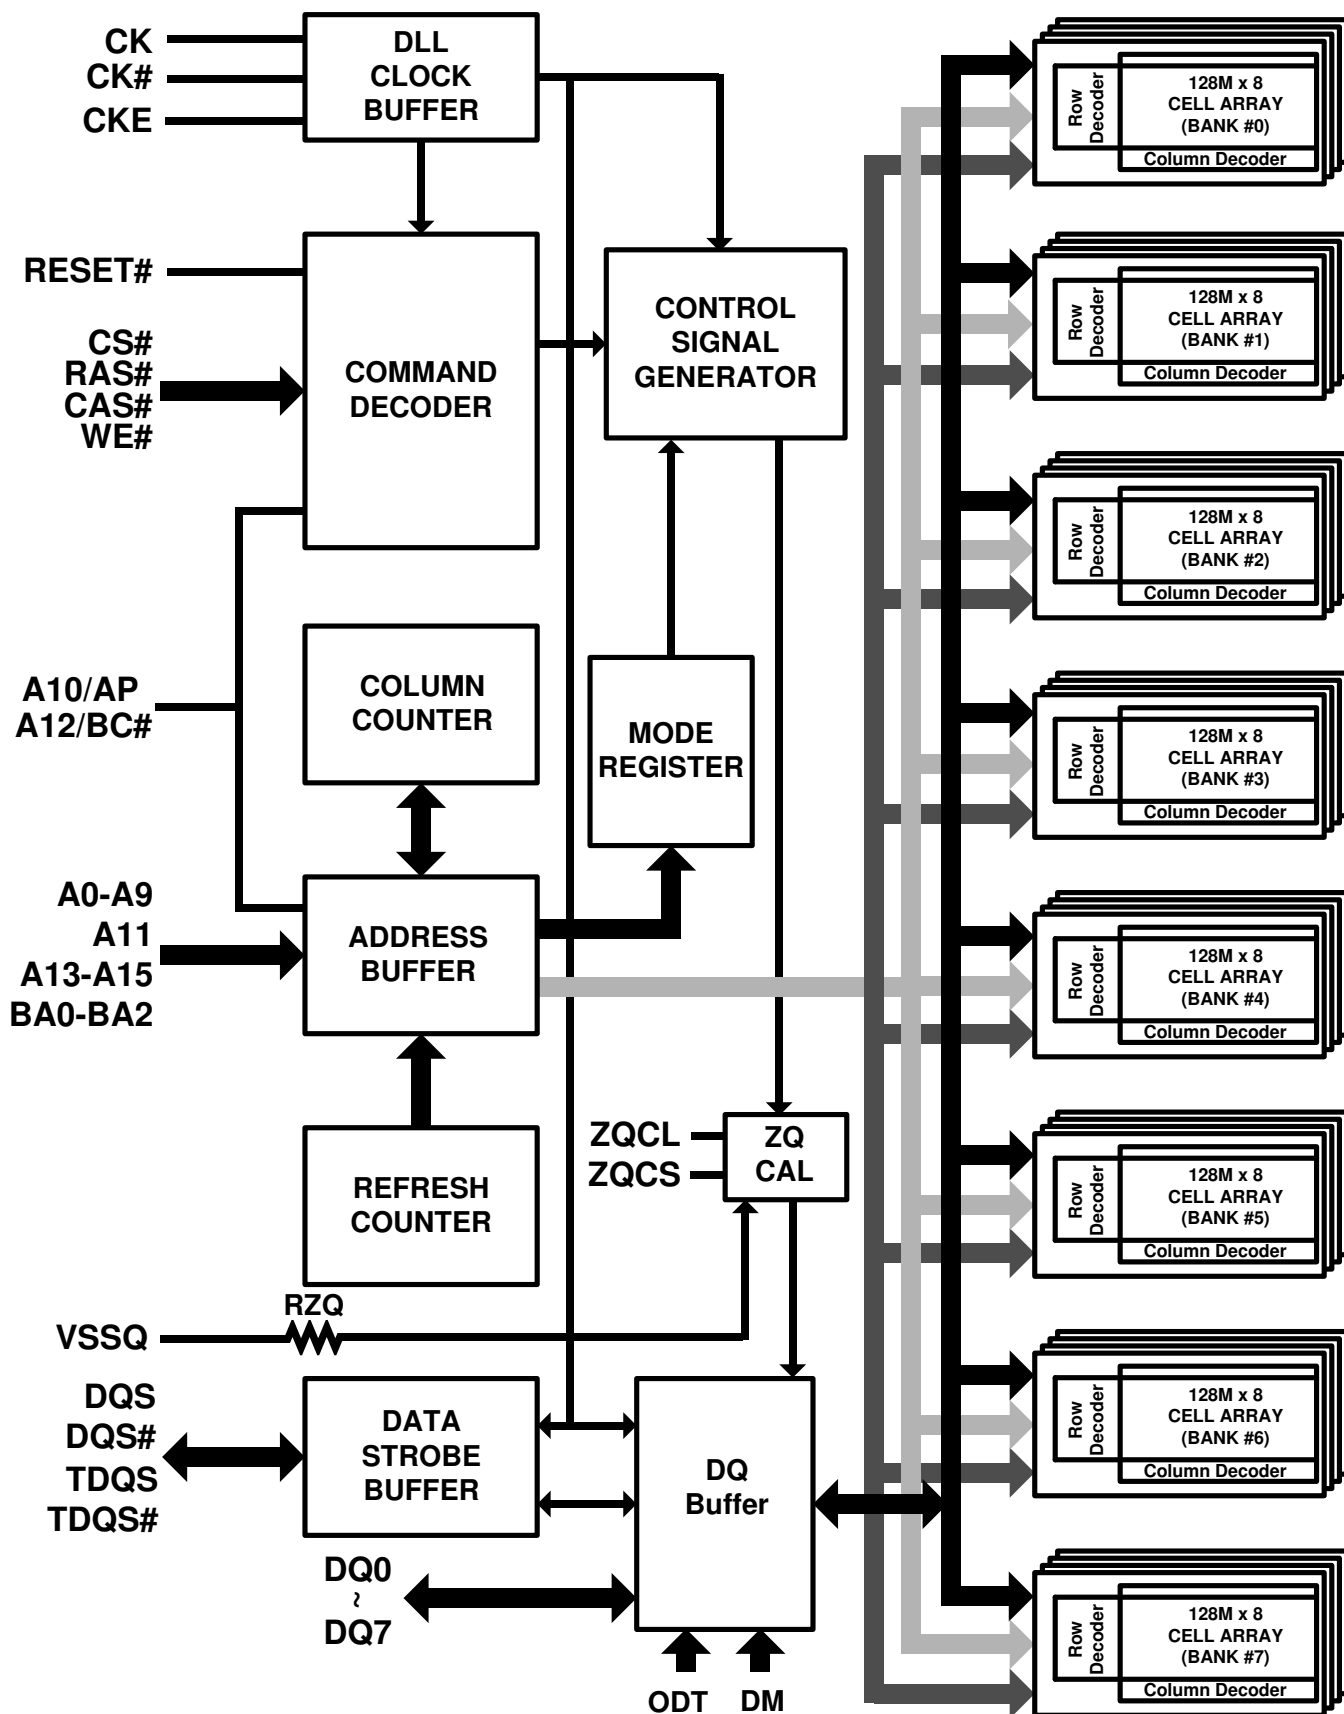 CK
CK#
CKE
DLL
CLOCK
BUFFER
RESET#
CS#
RAS#
CAS#
WE#
COMMAND
DECODER
CONTROL
SIGNAL
GENERATOR
A10/AP
A12/BC#
COLUMN
COUNTER
MODE
REGISTER
A0-A9
A11
A13-A15
BA0-BA2
ADDRESS
BUFFER
REFRESH
COUNTER
ZQCL
ZQCS
ZQ
CAL
VSSQ
RZQ
DQS
DQS#
TDQS
TDQS#
DATA
STROBE
BUFFER
DQ
Buffer
DQ0
~
DQ7
ODT
DM
Row
Decoder
128M x 8
CELL ARRAY
(BANK #0)
Column Decoder
Row
Decoder
128M x 8
CELL ARRAY
(BANK #1)
Column Decoder
Row
Decoder
128M x 8
CELL ARRAY
(BANK #2)
Column Decoder
Row
Decoder
128M x 8
CELL ARRAY
(BANK #3)
Column Decoder
Row
Decoder
128M x 8
CELL ARRAY
(BANK #4)
Column Decoder
Row
Decoder
128M x 8
CELL ARRAY
(BANK #5)
Column Decoder
Row
Decoder
128M x 8
CELL ARRAY
(BANK #6)
Column Decoder
Row
Decoder
128M x 8
CELL ARRAY
(BANK #7)
Column Decoder